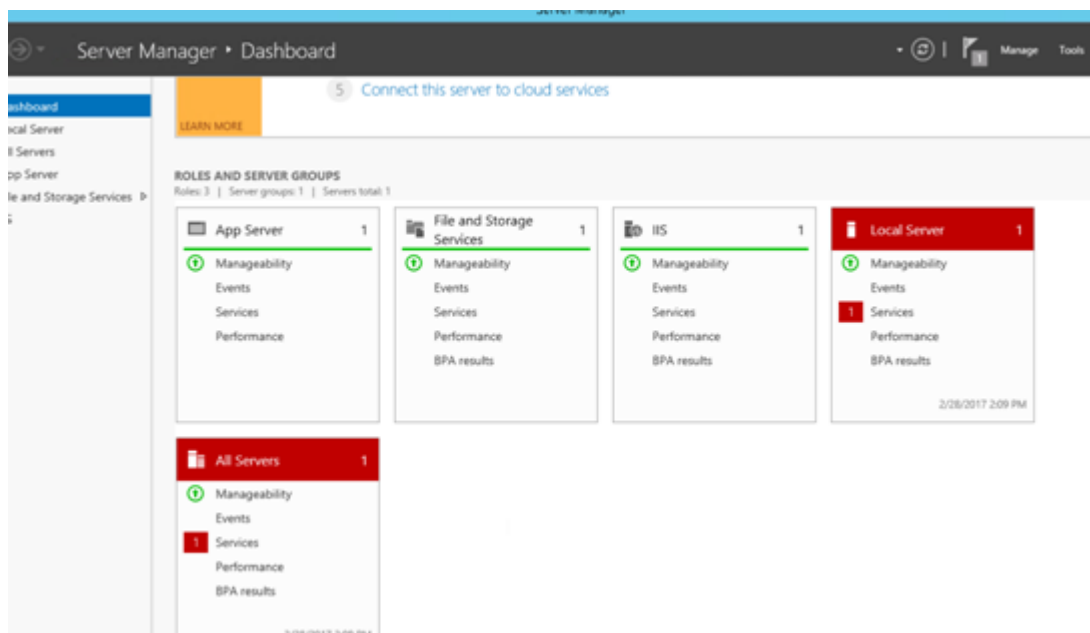 Server Manager
Server Manager • Dashboard
1
Manage
Tools
5 Connect this server to cloud services
LEARN MORE
ashboard
ocal Server
ll Servers
pp Server
le and Storage Services
ROLES AND SERVER GROUPS
Roles: 3 | Server groups: 1 | Servers total: 1
App Server 1
Manageability
Events
Services
Performance
File and Storage
Services 1
Manageability
Events
Services
Performance
BPA results
IIS 1
Manageability
Events
Services
Performance
BPA results
Local Server 1
Manageability
Events
1 Services
Performance
BPA results
2/28/2017 2:09 PM
All Servers 1
Manageability
Events
1 Services
Performance
BPA results